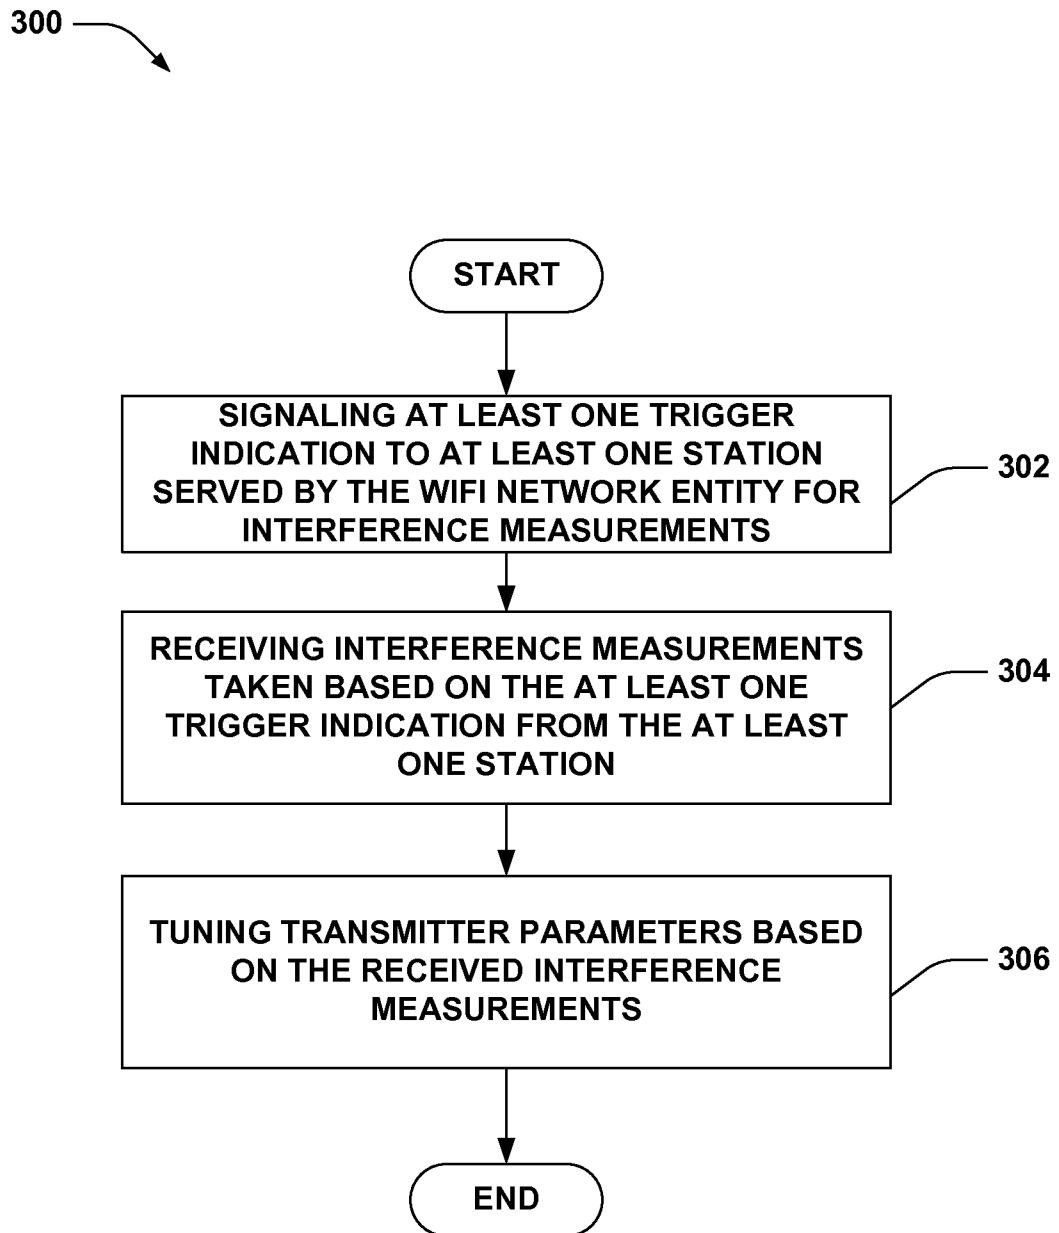 300
START
SIGNALING AT LEAST ONE TRIGGER
INDICATION TO AT LEAST ONE STATION
SERVED BY THE WIFI NETWORK ENTITY FOR
INTERFERENCE MEASUREMENTS
302
RECEIVING INTERFERENCE MEASUREMENTS
TAKEN BASED ON THE AT LEAST ONE
TRIGGER INDICATION FROM THE AT LEAST
ONE STATION
304
TUNING TRANSMITTER PARAMETERS BASED
ON THE RECEIVED INTERFERENCE
MEASUREMENTS
306
END